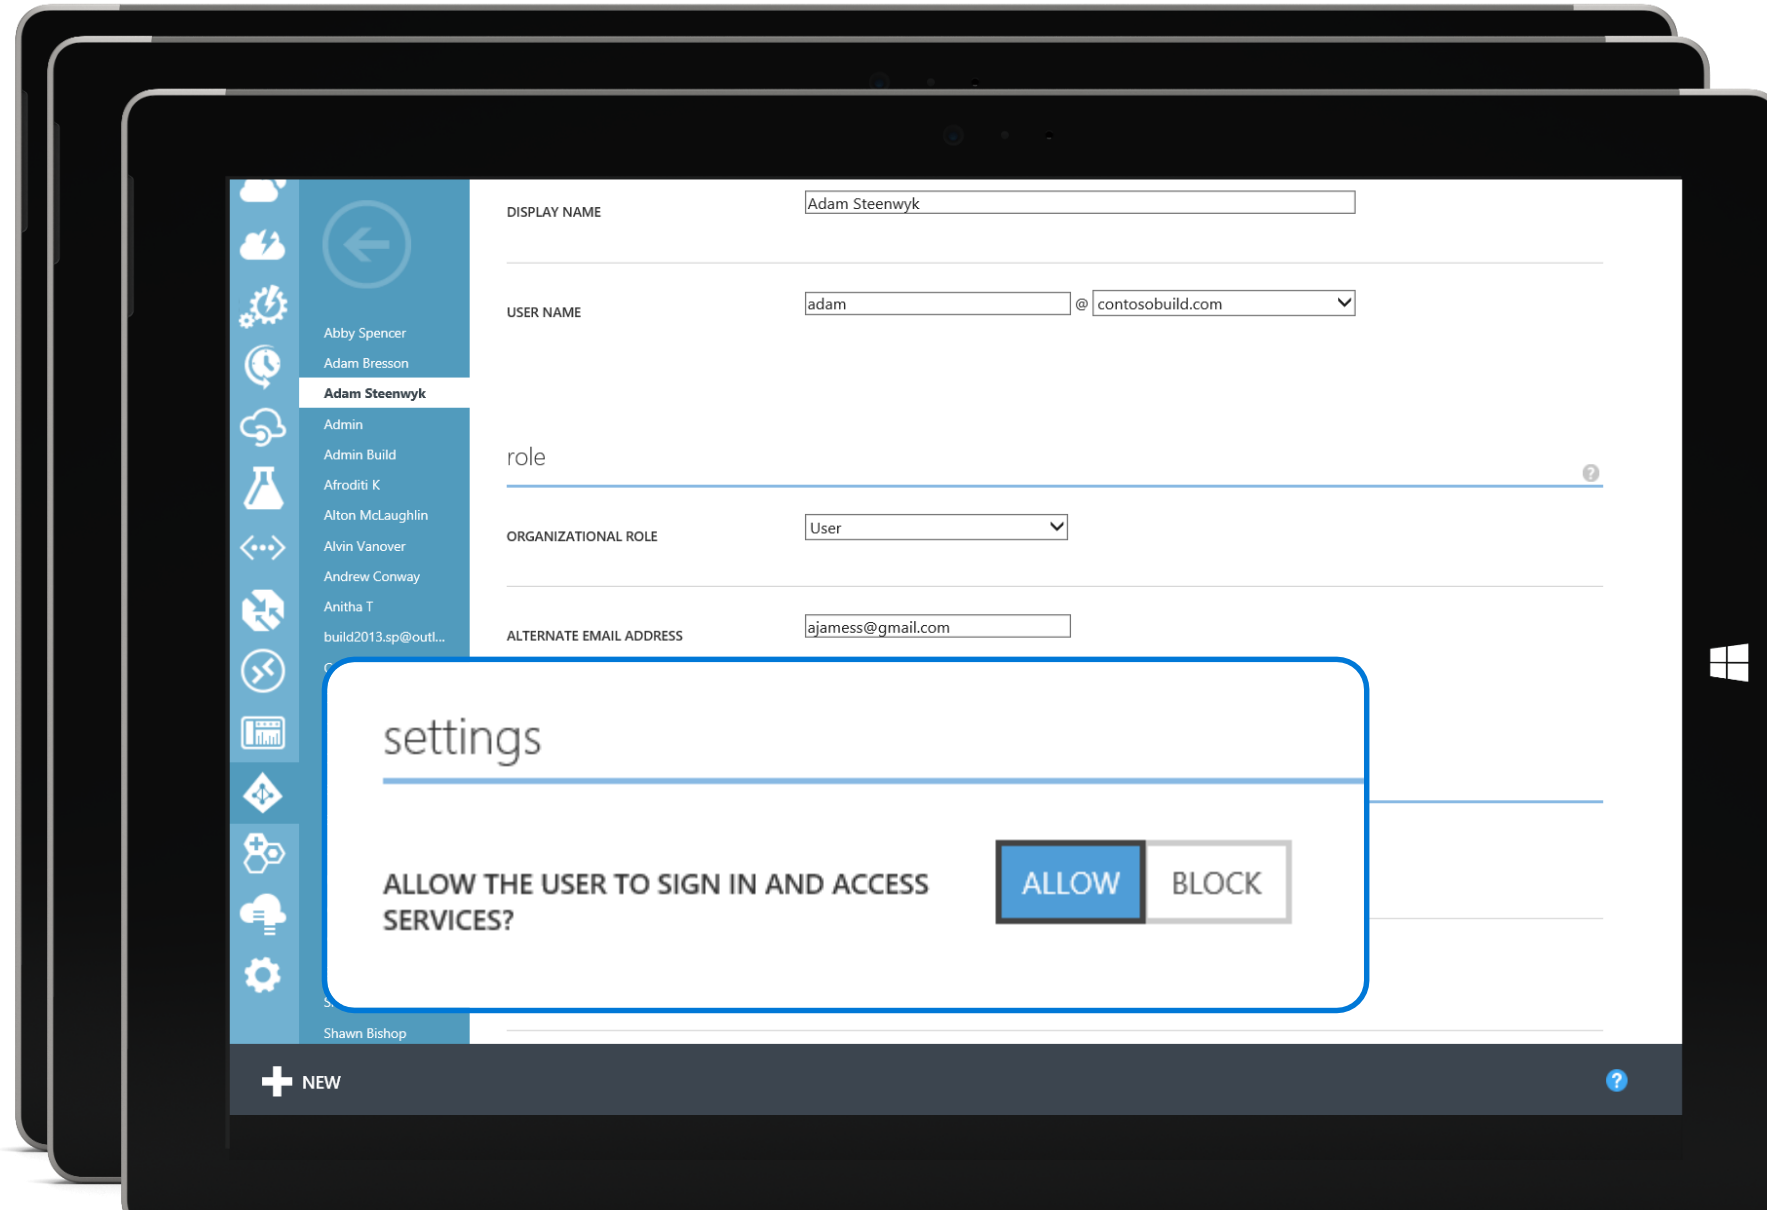 DISPLAY NAME
Adam Steenwyk
USER NAME
adam @ contosobuild.com
Abby Spencer
Adam Bresson
Adam Steenwyk
Admin
Admin Build
Afroditi K
Alton McLaughlin
Alvin Vanover
Andrew Conway
Anitha T
build2013.sp@outl...
role
?
ORGANIZATIONAL ROLE
User
ALTERNATE EMAIL ADDRESS
ajamess@gmail.com
settings
ALLOW THE USER TO SIGN IN AND ACCESS
SERVICES?
ALLOW BLOCK
Shawn Bishop
NEW
?